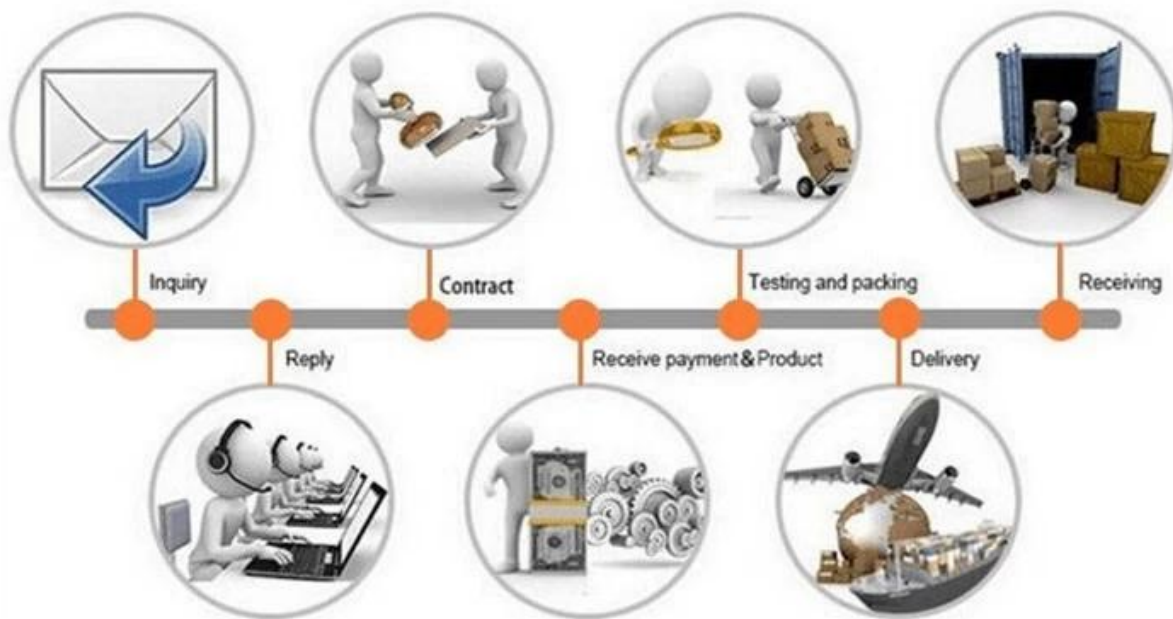 Inquiry
Contract
Testing and packing
Receiving
Reply
Receive payment & Product
Delivery